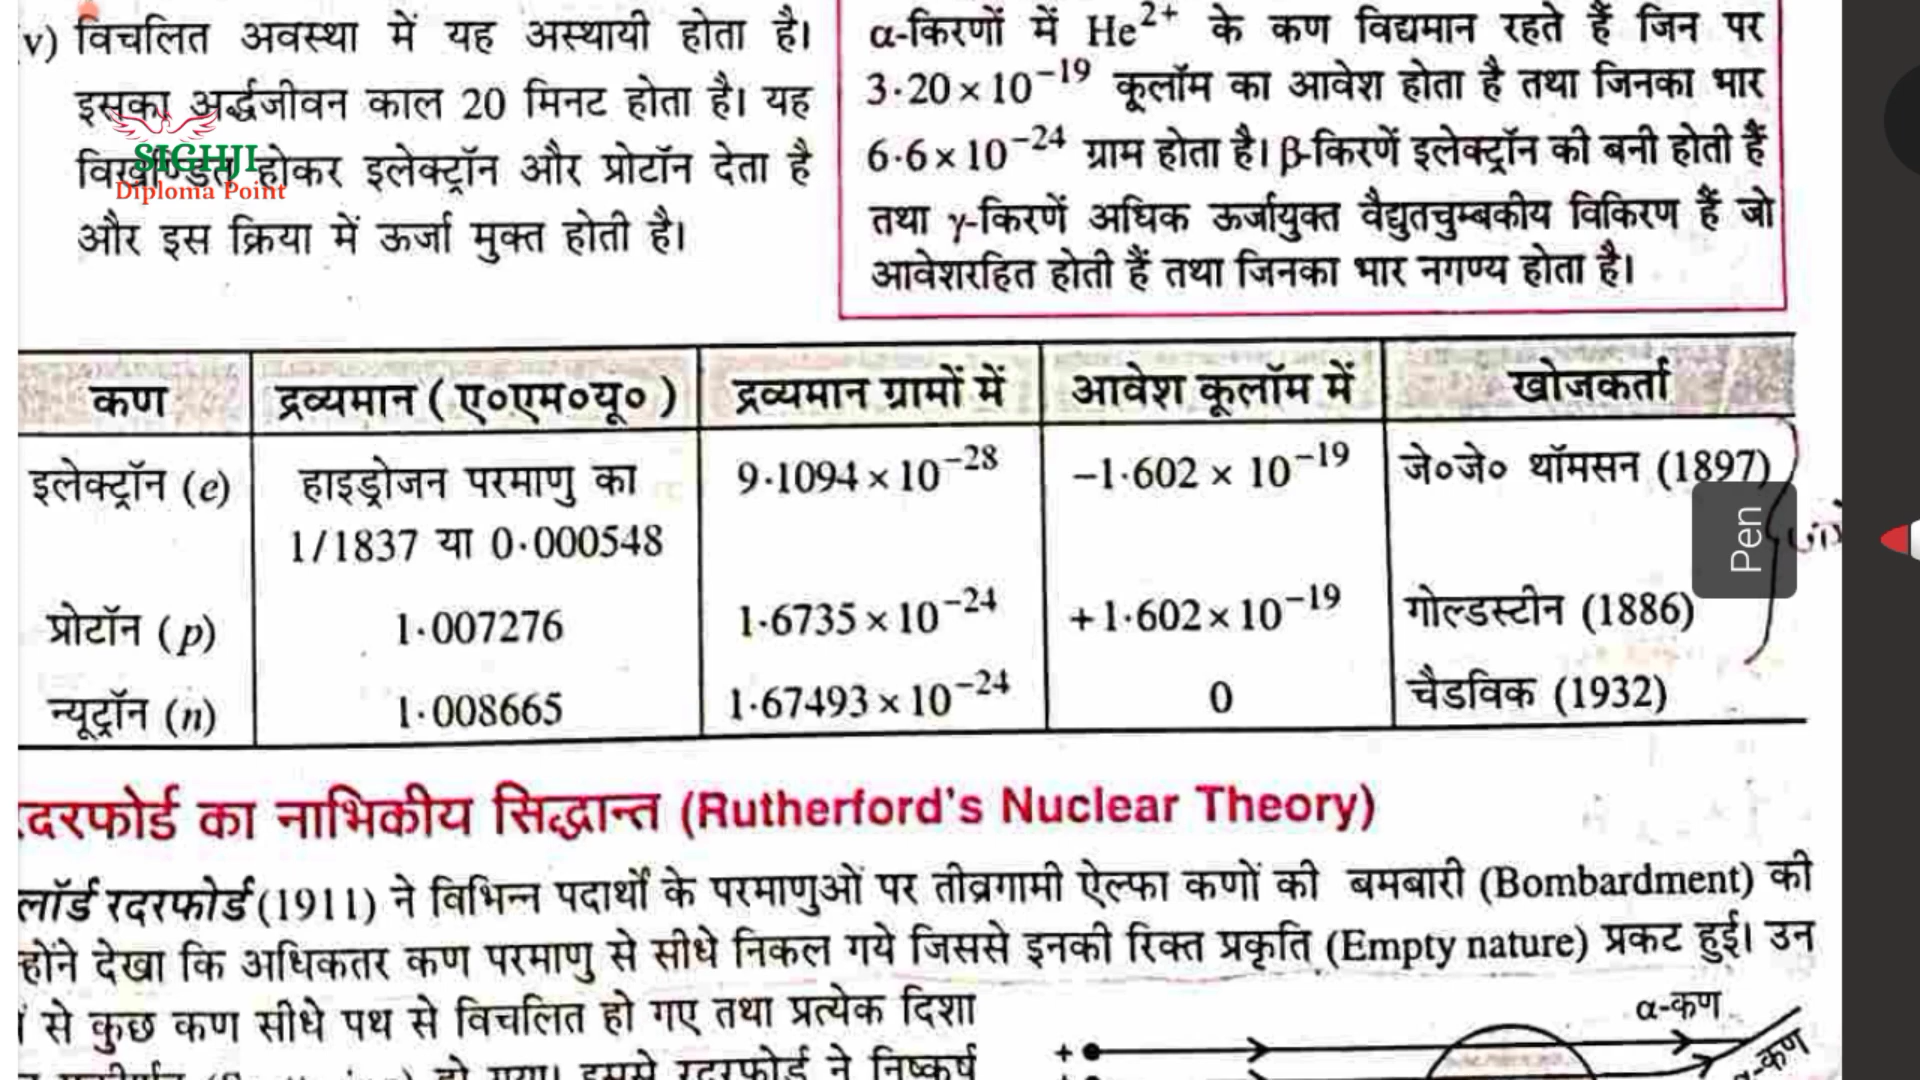 v) विचलित अवस्था में यह अस्थायी होता है।
इसका अर्द्धजीवन काल 20 मिनट होता है। यह
विखण्डित होकर इलेक्ट्रॉन और प्रोटॉन देता है
और इस क्रिया में ऊर्जा मुक्त होती है।
SIGHJI
Diploma Point
α-किरणों में He²⁺ के कण विद्यमान रहते हैं जिन पर
3·20×10⁻¹⁹ कूलॉम का आवेश होता है तथा जिनका भार
6·6×10⁻²⁴ ग्राम होता है। β-किरणें इलेक्ट्रॉन की बनी होती हैं
तथा γ-किरणें अधिक ऊर्जायुक्त वैद्युतचुम्बकीय विकिरण हैं जो
आवेशरहित होती हैं तथा जिनका भार नगण्य होता है।
कण द्रव्यमान (ए०एम०यू०) द्रव्यमान ग्रामों में आवेश कूलॉम में खोजकर्ता
इलेक्ट्रॉन (e) हाइड्रोजन परमाणु का 9·1094×10⁻²⁸ −1·602 × 10⁻¹⁹ जे०जे० थॉमसन (1897)
1/1837 या 0·000548
Pen
प्रोटॉन (p) 1·007276 1·6735×10⁻²⁴ +1·602×10⁻¹⁹ गोल्डस्टीन (1886)
न्यूट्रॉन (n) 1·008665 1·67493×10⁻²⁴ 0 चैडविक (1932)
रदरफोर्ड का नाभिकीय सिद्धान्त (Rutherford's Nuclear Theory)
लॉर्ड रदरफोर्ड (1911) ने विभिन्न पदार्थों के परमाणुओं पर तीव्रगामी ऐल्फा कणों की बमबारी (Bombardment) की
होंने देखा कि अधिकतर कण परमाणु से सीधे निकल गये जिससे इनकी रिक्त प्रकृति (Empty nature) प्रकट हुई। उन
से कुछ कण सीधे पथ से विचलित हो गए तथा प्रत्येक दिशा
हो गया। इससे रदरफोर्ड ने निष्कर्ष
α-कण
+
α-कण